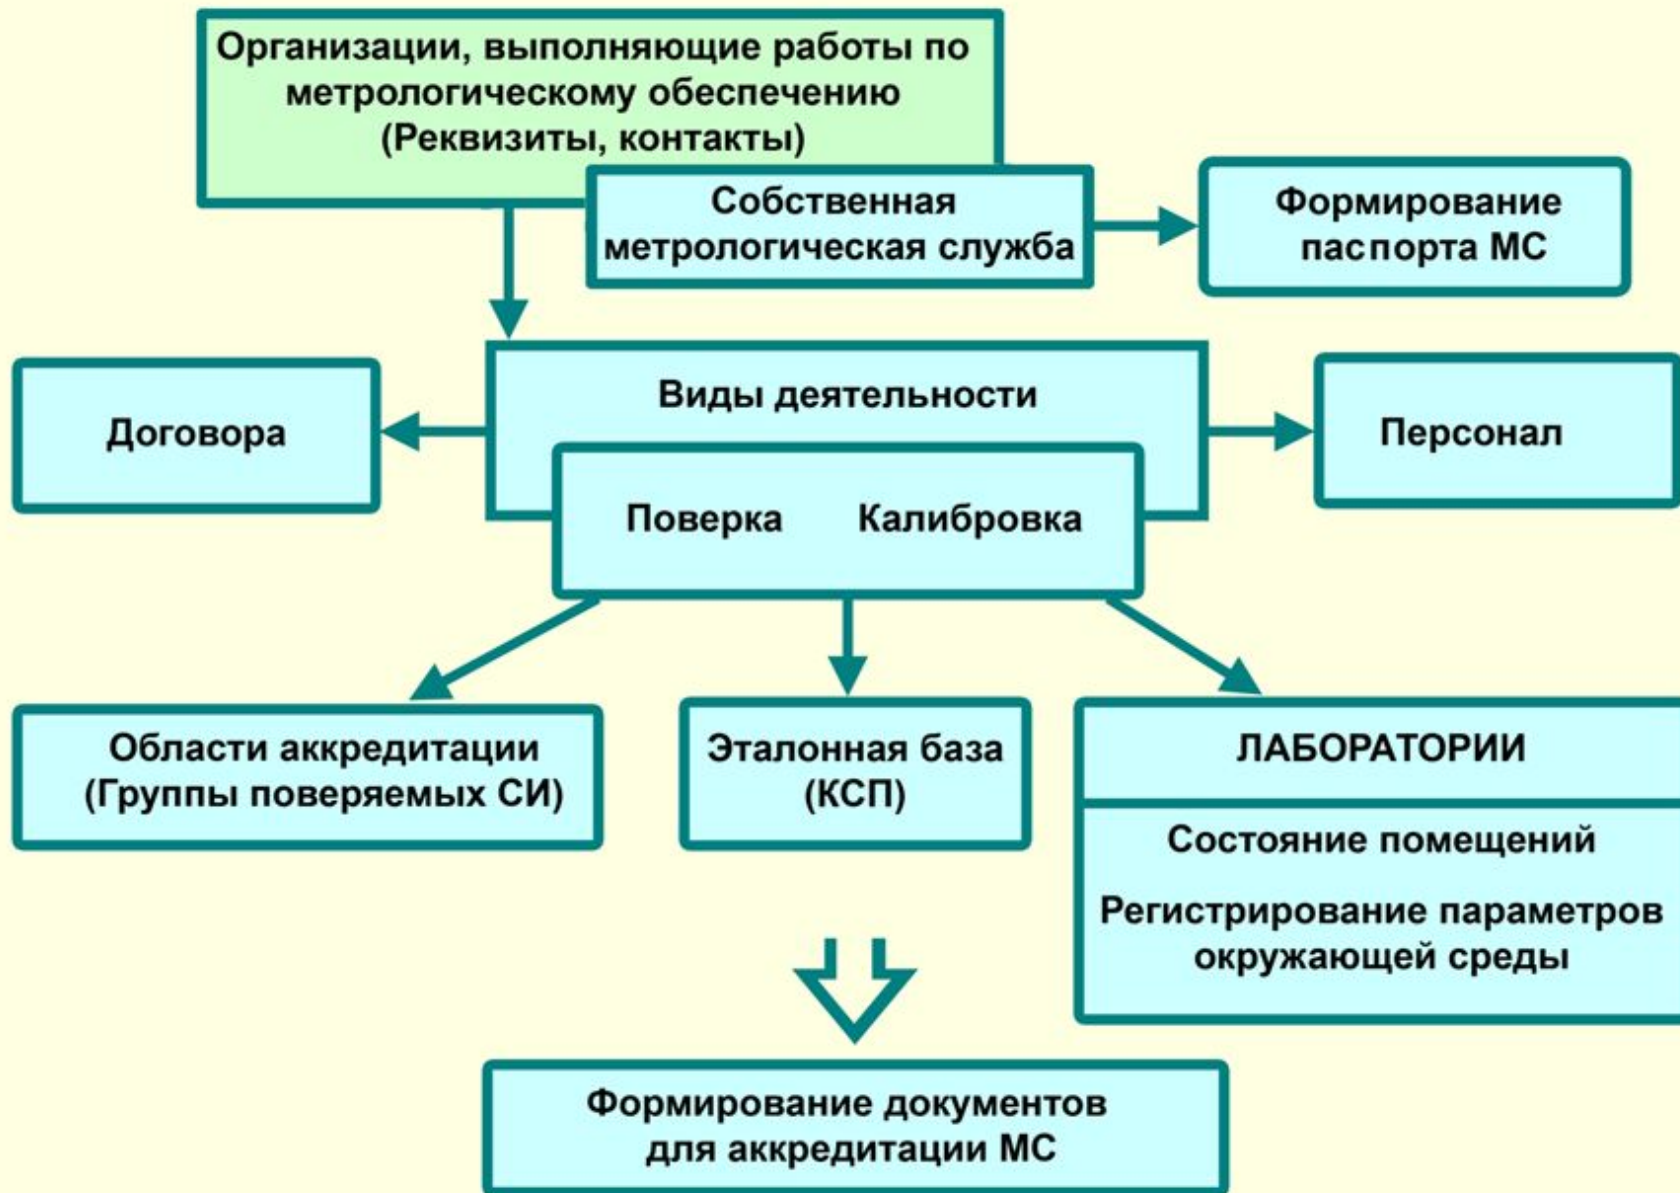 Организации, выполняющие работы по
метрологическому обеспечению
(Реквизиты, контакты)
Собственная
метрологическая служба
Формирование
паспорта МС
Договора
Виды деятельности
Персонал
Поверка Калибровка
Области аккредитации
(Группы поверяемых СИ)
Эталонная база
(КСП)
ЛАБОРАТОРИИ
Состояние помещений
Регистрирование параметров
окружающей среды
Формирование документов
для аккредитации МС